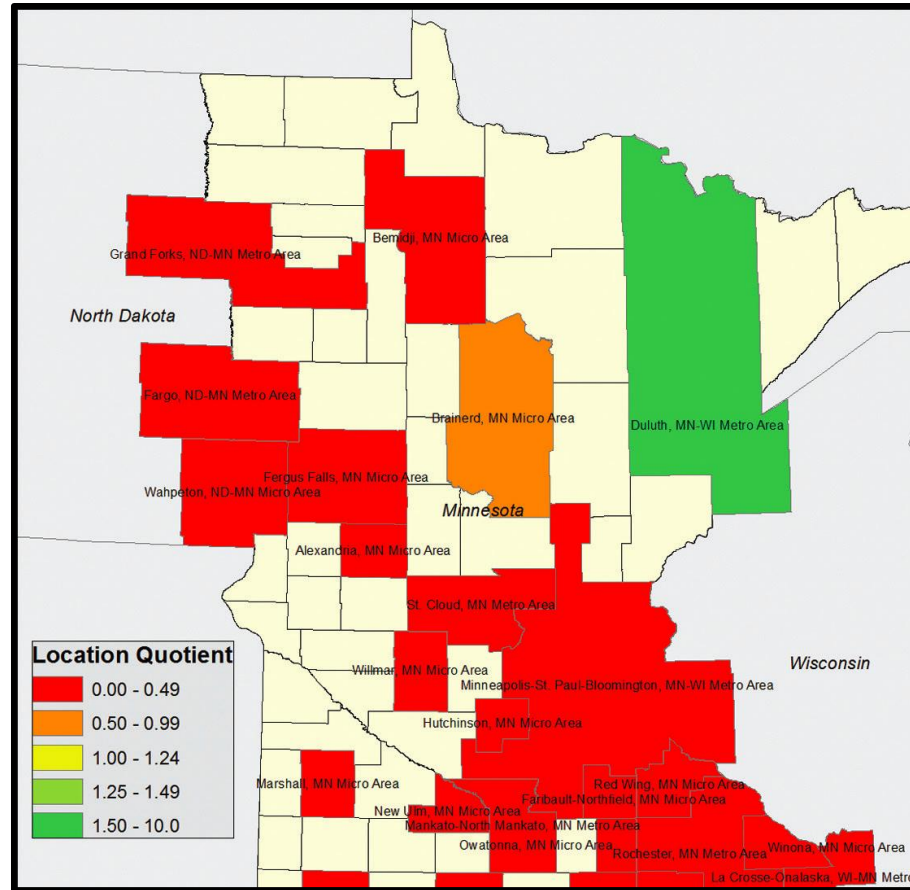 Bemidji, MN Micro Area
Grand Forks, ND-MN Metro Area
North Dakota
Fargo, ND-MN Metro Area
Brainerd, MN Micro Area
Duluth, MN-WI Metro Area
Fergus Falls, MN Micro Area
Wahpeton, ND-MN Micro Area
Minnesota
Alexandria, MN Micro Area
St. Cloud, MN Metro Area
Wisconsin
Willmar, MN Micro Area
Minneapolis-St. Paul-Bloomington, MN-WI Metro Area
Hutchinson, MN Micro Area
Marshall, MN Micro Area
Red Wing, MN Micro Area
Faribault-Northfield, MN Micro Area
New Ulm, MN Micro Area
Mankato-North Mankato, MN Metro Area
Owatonna, MN Micro Area
Winona, MN Micro Area
Rochester, MN Metro Area
La Crosse-Onalaska, WI-MN Metro
Location Quotient
0.00 - 0.49
0.50 - 0.99
1.00 - 1.24
1.25 - 1.49
1.50 - 10.0